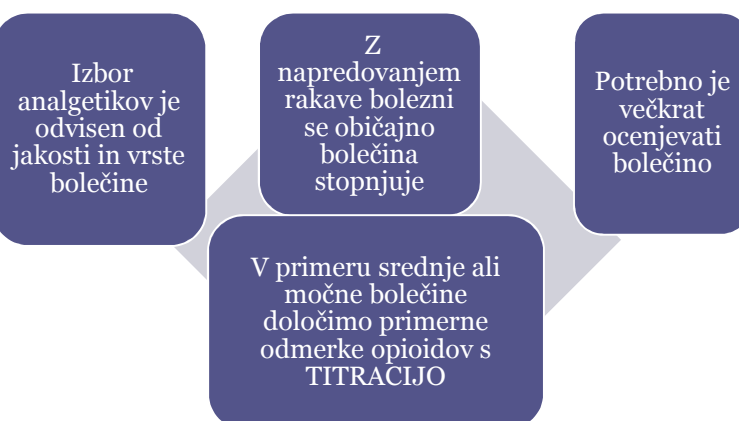 Izbor
analgetikov je
odvisen od
jakosti in vrste
bolečine
Z
napredovanjem
rakave bolezni
se običajno
bolečina
stopnjuje
Potrebno je
večkrat
ocenjevati
bolečino
V primeru srednje ali
močne bolečine
določimo primerne
odmerke opioidov s
TITRACIJO